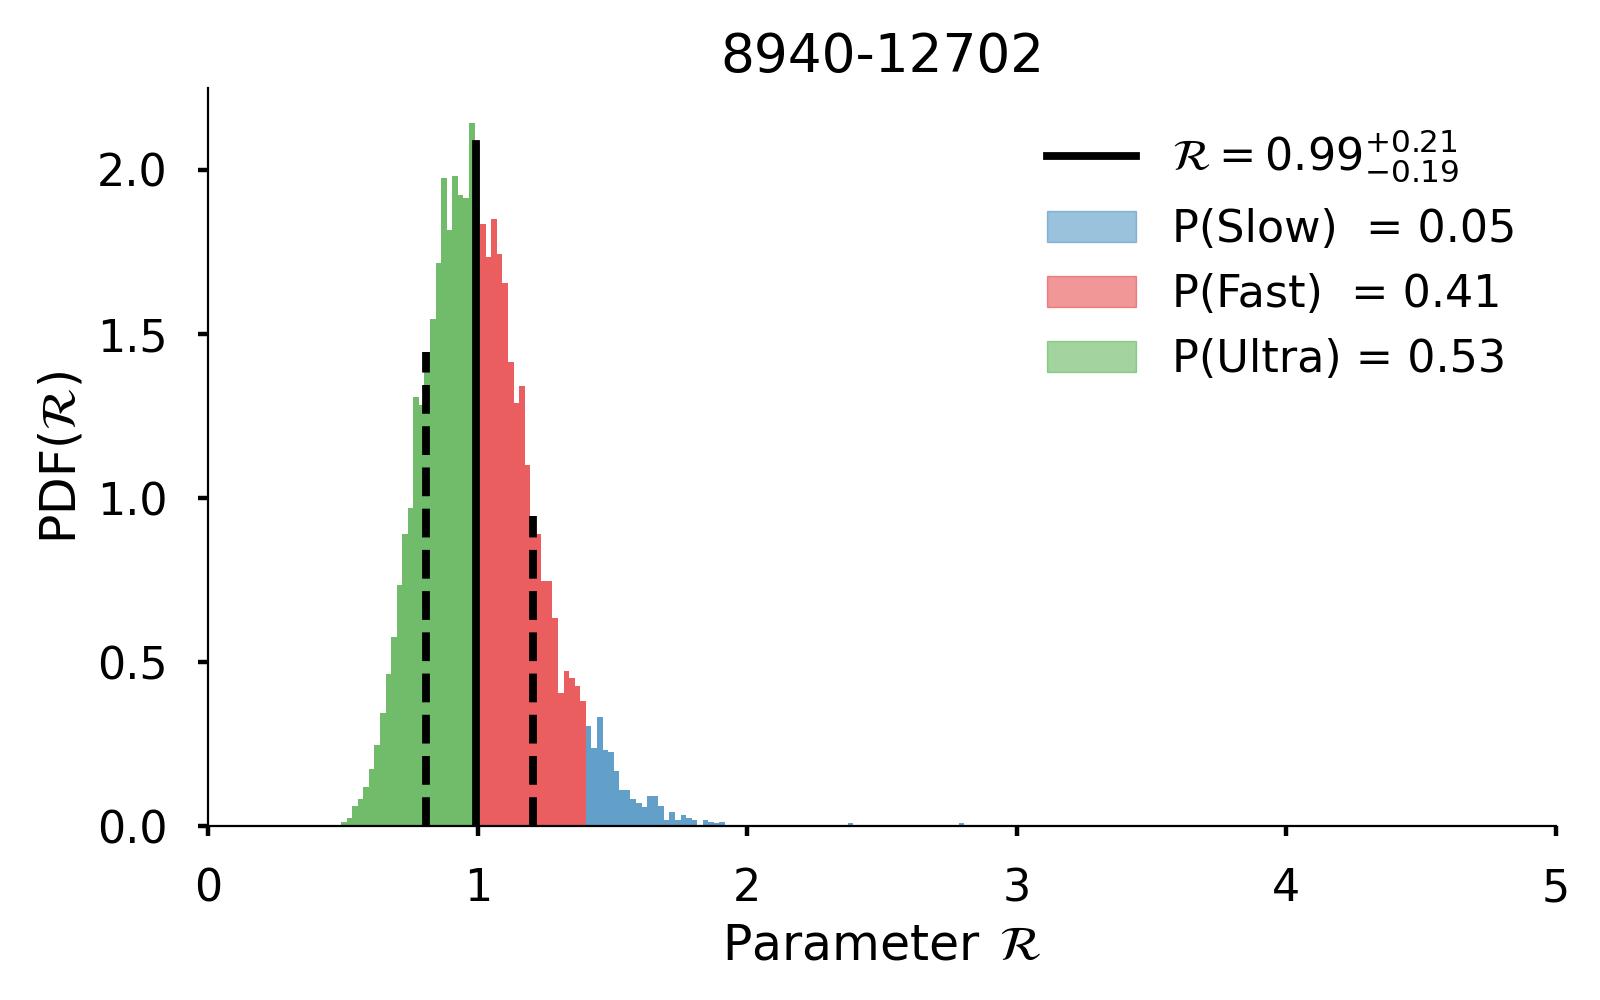 8940-12702
ℛ = 0.99 +0.21 −0.19
P(Slow) = 0.05
P(Fast) = 0.41
P(Ultra) = 0.53
PDF(ℛ)
2.0
1.5
1.0
0.5
0.0
0 1 2 3 4 5
Parameter ℛ